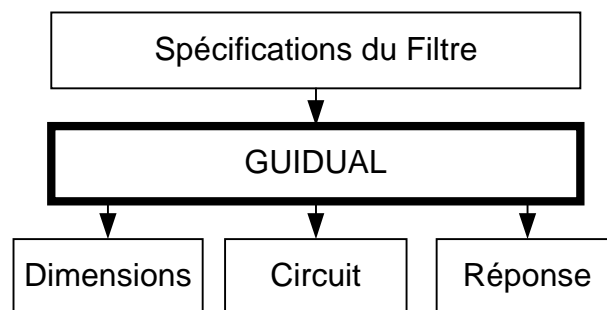 Spécifications du Filtre
GUIDUAL
Dimensions
Circuit
Réponse